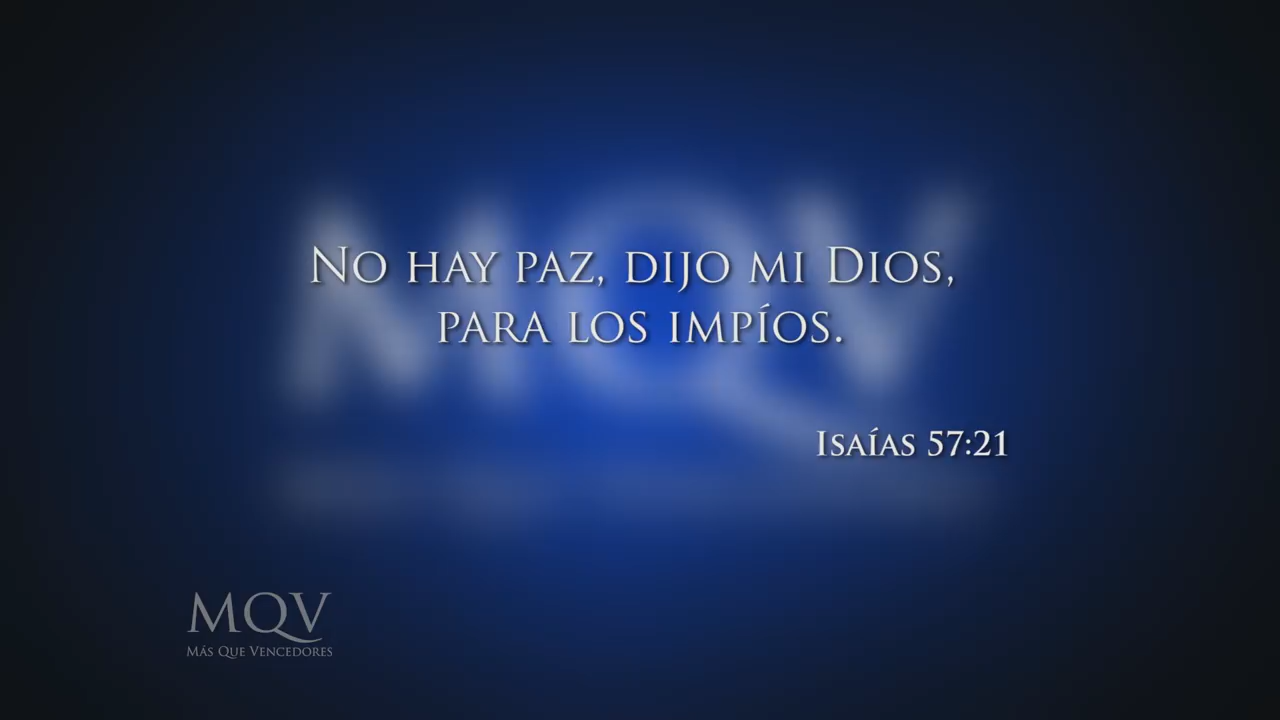 No hay paz, dijo mi Dios,
para los impíos.
Isaías 57:21
MQV
Más Que Vencedores